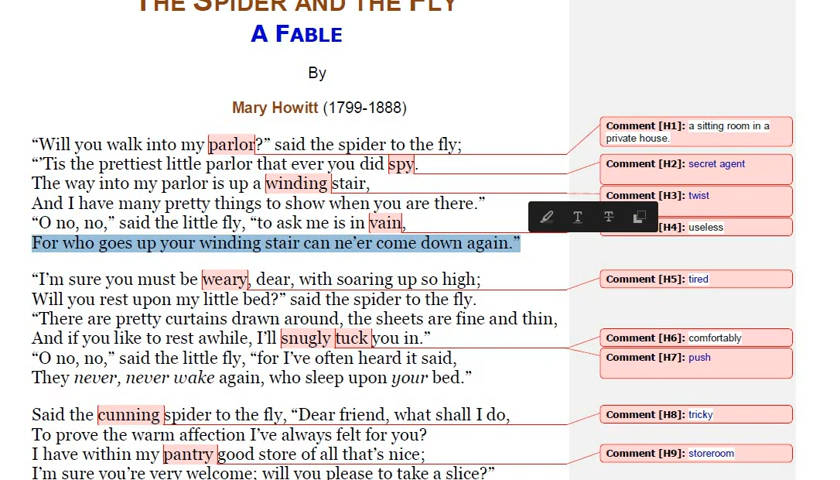 THE SPIDER AND THE FLY
A FABLE
By
Mary Howitt (1799-1888)
“Will you walk into my parlor?” said the spider to the fly;
“’Tis the prettiest little parlor that ever you did spy.
The way into my parlor is up a winding stair,
And I have many pretty things to show when you are there.”
“O no, no,” said the little fly, “to ask me is in vain,
For who goes up your winding stair can ne’er come down again.”
“I’m sure you must be weary, dear, with soaring up so high;
Will you rest upon my little bed?” said the spider to the fly.
“There are pretty curtains drawn around, the sheets are fine and thin,
And if you like to rest awhile, I’ll snugly tuck you in.”
“O no, no,” said the little fly, “for I’ve often heard it said,
They never, never wake again, who sleep upon your bed.”
Said the cunning spider to the fly, “Dear friend, what shall I do,
To prove the warm affection I’ve always felt for you?
I have within my pantry good store of all that’s nice;
I’m sure you’re very welcome; will you please to take a slice?”
Comment [H1]: a sitting room in a
private house.
Comment [H2]: secret agent
Comment [H3]: twist
[H4]: useless
Comment [H5]: tired
Comment [H6]: comfortably
Comment [H7]: push
Comment [H8]: tricky
Comment [H9]: storeroom